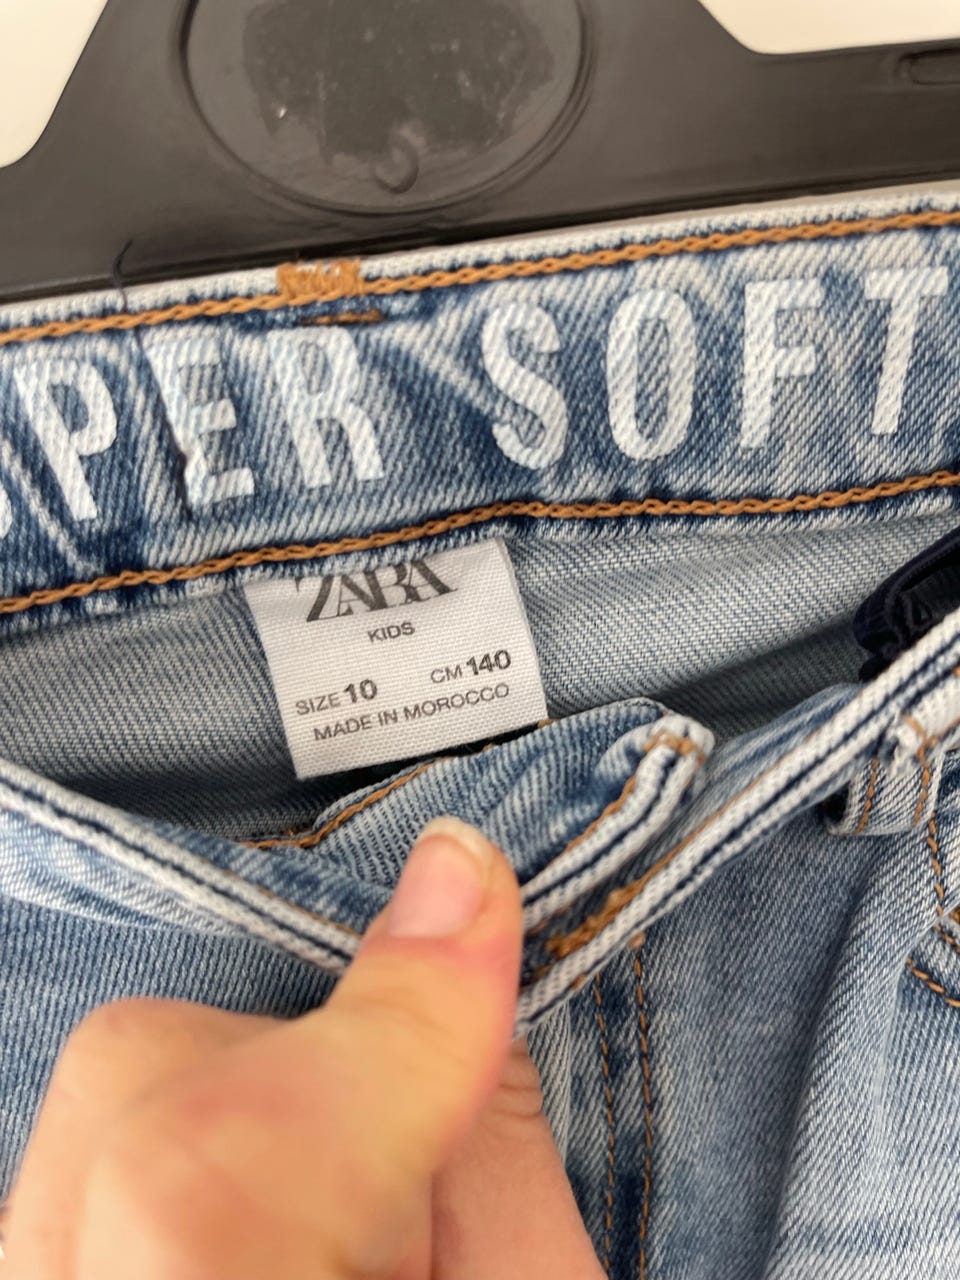 PER SOFT
ZARA
KIDS
SIZE 10 CM 140
MADE IN MOROCCO